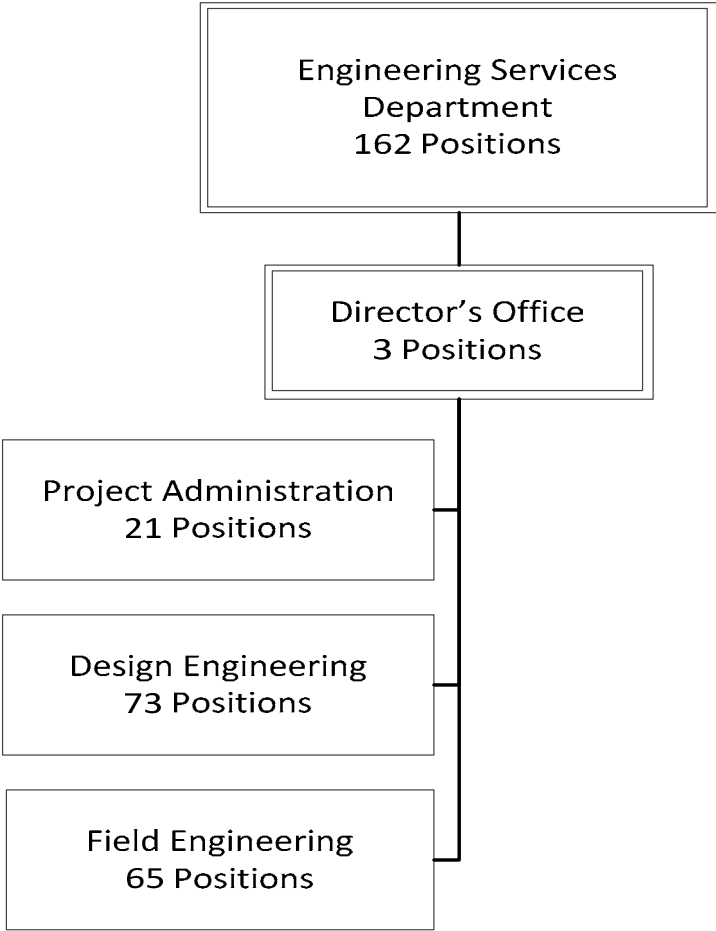 Engineering Services
Department
162 Positions
Director’s Office
3 Positions
Project Administration
21 Positions
Design Engineering
73 Positions
Field Engineering
65 Positions